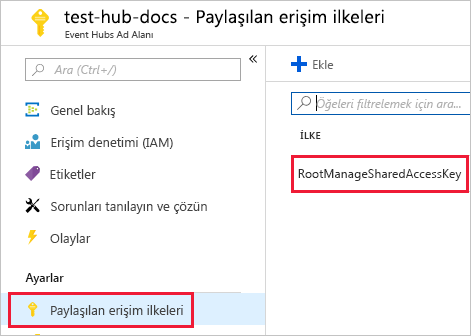 test-hub-docs - Paylaşılan erişim ilkeleri
Event Hubs Ad Alanı
Ara (Ctrl+/)
«
Genel bakış
Erişim denetimi (IAM)
Etiketler
Sorunları tanılayın ve çözün
Olaylar
Ayarlar
Paylaşılan erişim ilkeleri
Ekle
Öğeleri filtrelemek için ara...
İLKE
RootManageSharedAccessKey